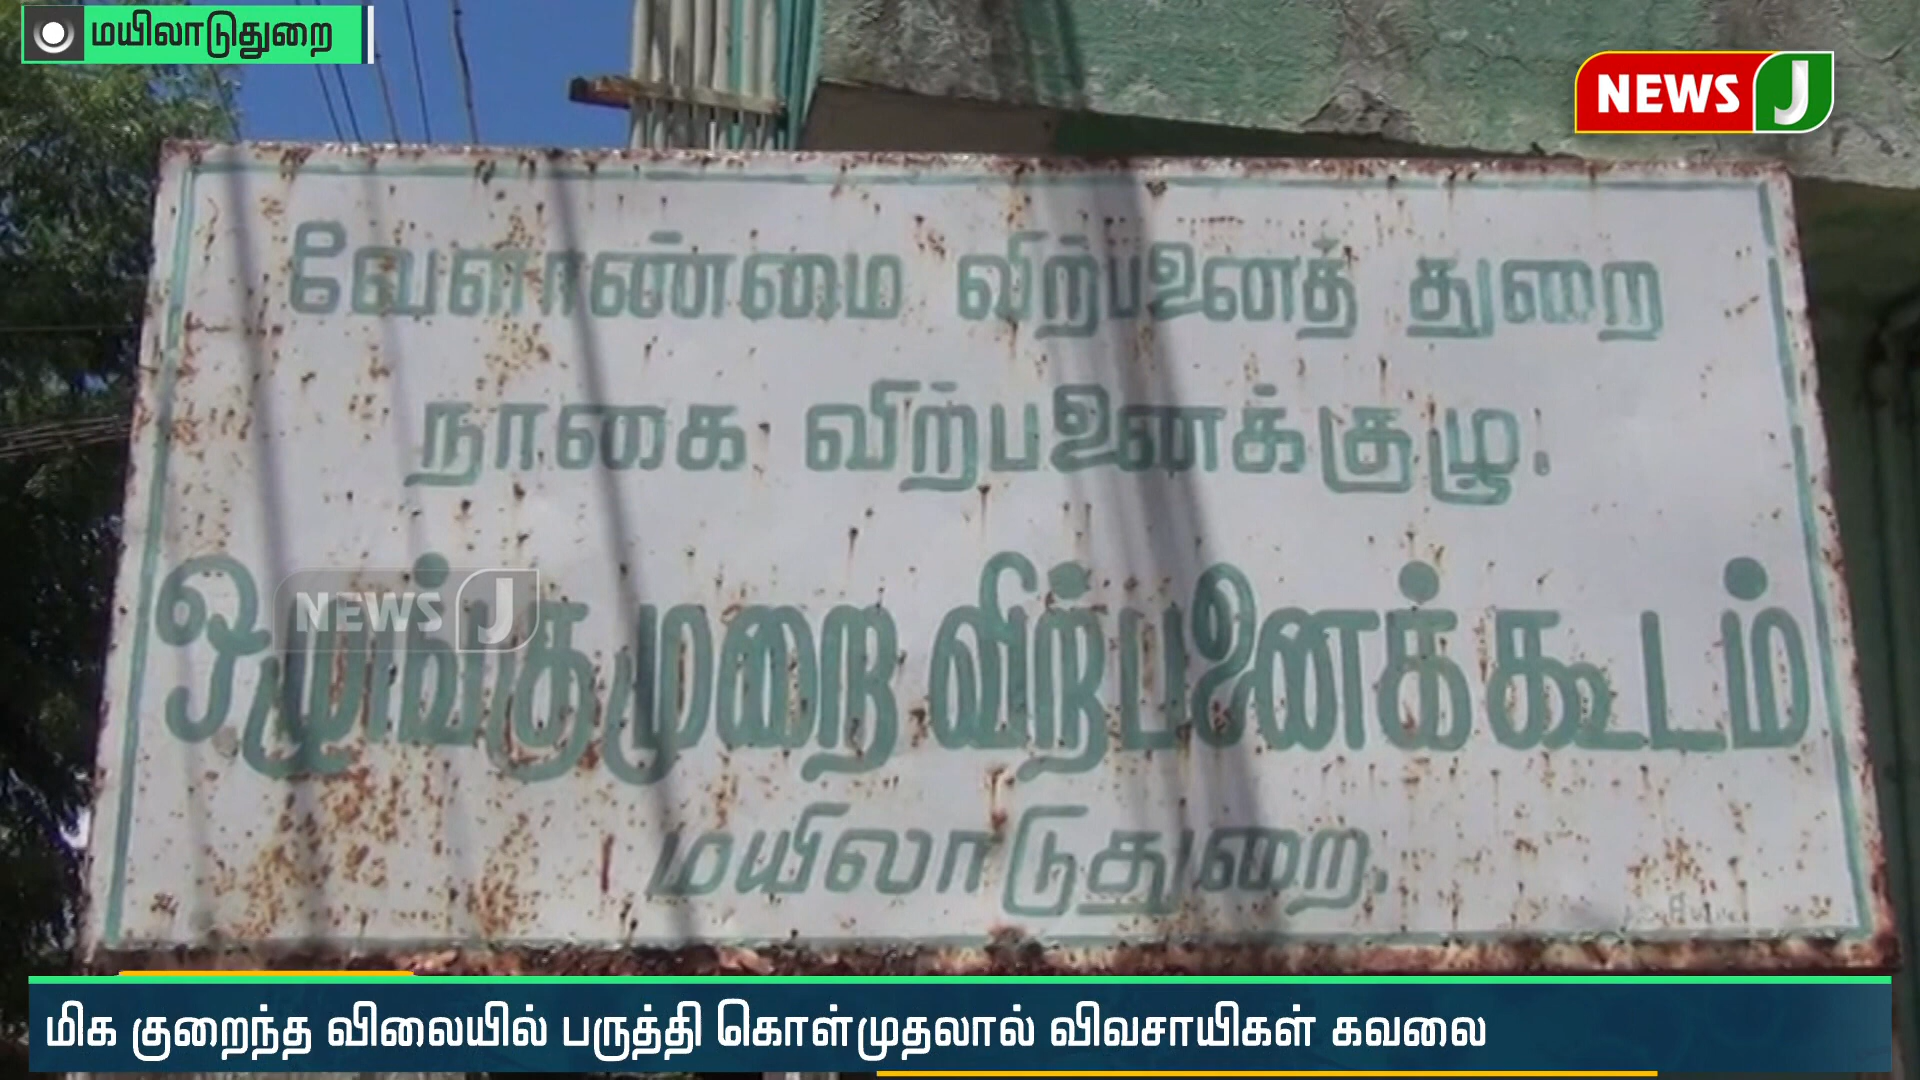 மயிலாடுதுறை
NEWS J
வேளாண்மை விற்பனைத் துறை
நாகை விற்பனைக்குழு.
ஒழுங்குமுறை விற்பனைக்கூடம்
NEWS J
மயிலாடுதுறை.
மிக குறைந்த விலையில் பருத்தி கொள்முதலால் விவசாயிகள் கவலை